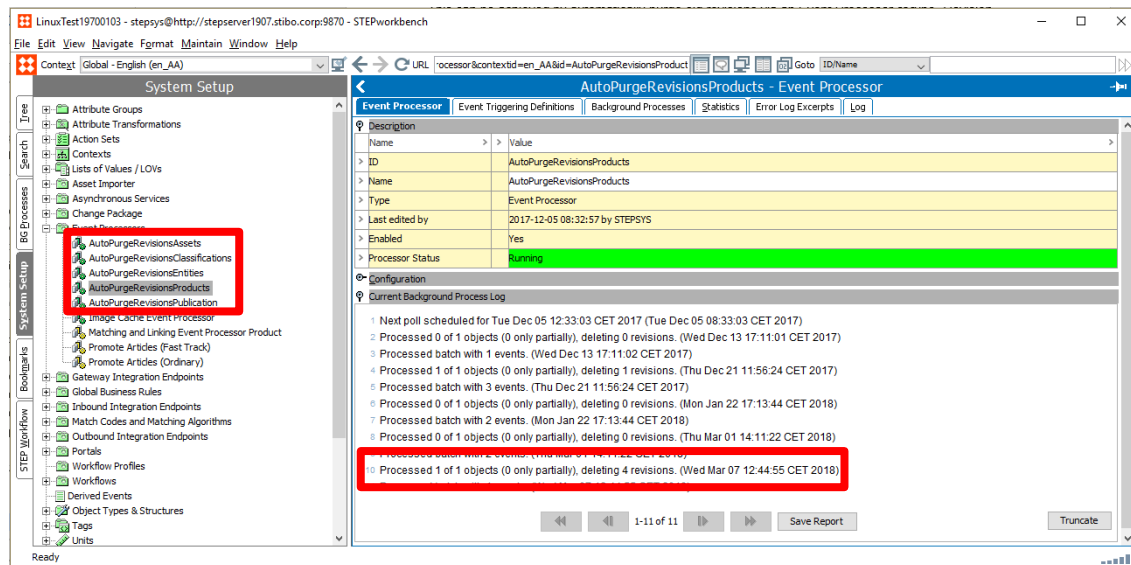 LinuxTest19700103 - stepsys@http://stepserver1907.stibo.corp:9980 - STEPworkbench
File Edit View Navigate Format Maintain Window Help
Context Global - English (en_AA) URL :ocessor&contextid=en_AA&id=AutoPurgeRevisionsProduct Goto ID/Name
System Setup
AutoPurgeRevisionsProducts - Event Processor
Tree
Search
BG Processes
System Setup
Bookmarks
STEP Workflow
Attribute Groups
Attribute Transformations
Action Sets
Contexts
Lists of Values / LOVs
Asset Importer
Asynchronous Services
Change Package
Event Processors
AutoPurgeRevisionsAssets
AutoPurgeRevisionsClassifications
AutoPurgeRevisionsEntities
AutoPurgeRevisionsProducts
AutoPurgeRevisionsPublication
Image Cache Event Processor
Matching and Linking Event Processor Product
Promote Articles (Fast Track)
Promote Articles (Ordinary)
Gateway Integration Endpoints
Global Business Rules
Inbound Integration Endpoints
Match Codes and Matching Algorithms
Outbound Integration Endpoints
Portals
Workflow Profiles
Workflows
Derived Events
Object Types & Structures
Tags
Units
Event Processor Event Triggering Definitions Background Processes Statistics Error Log Excerpts Log
Description
Name > > Value >
> ID AutoPurgeRevisionsProducts
> Name AutoPurgeRevisionsProducts
> Type Event Processor
> Last edited by 2017-12-05 08:32:57 by STEPSYS
> Enabled Yes
> Processor Status Running
Configuration
Current Background Process Log
1 Next poll scheduled for Tue Dec 05 12:33:03 CET 2017 (Tue Dec 05 08:33:03 CET 2017)
2 Processed 0 of 1 objects (0 only partially), deleting 0 revisions. (Wed Dec 13 17:11:01 CET 2017)
3 Processed batch with 1 events. (Wed Dec 13 17:11:02 CET 2017)
4 Processed 1 of 1 objects (0 only partially), deleting 1 revisions. (Thu Dec 21 11:56:24 CET 2017)
5 Processed batch with 3 events. (Thu Dec 21 11:56:24 CET 2017)
6 Processed 0 of 1 objects (0 only partially), deleting 0 revisions. (Mon Jan 22 17:13:44 CET 2018)
7 Processed batch with 2 events. (Mon Jan 22 17:13:44 CET 2018)
8 Processed 0 of 1 objects (0 only partially), deleting 0 revisions. (Thu Mar 01 14:11:22 CET 2018)
10 Processed 1 of 1 objects (0 only partially), deleting 4 revisions. (Wed Mar 07 12:44:55 CET 2018)
1-11 of 11 Save Report Truncate
Ready